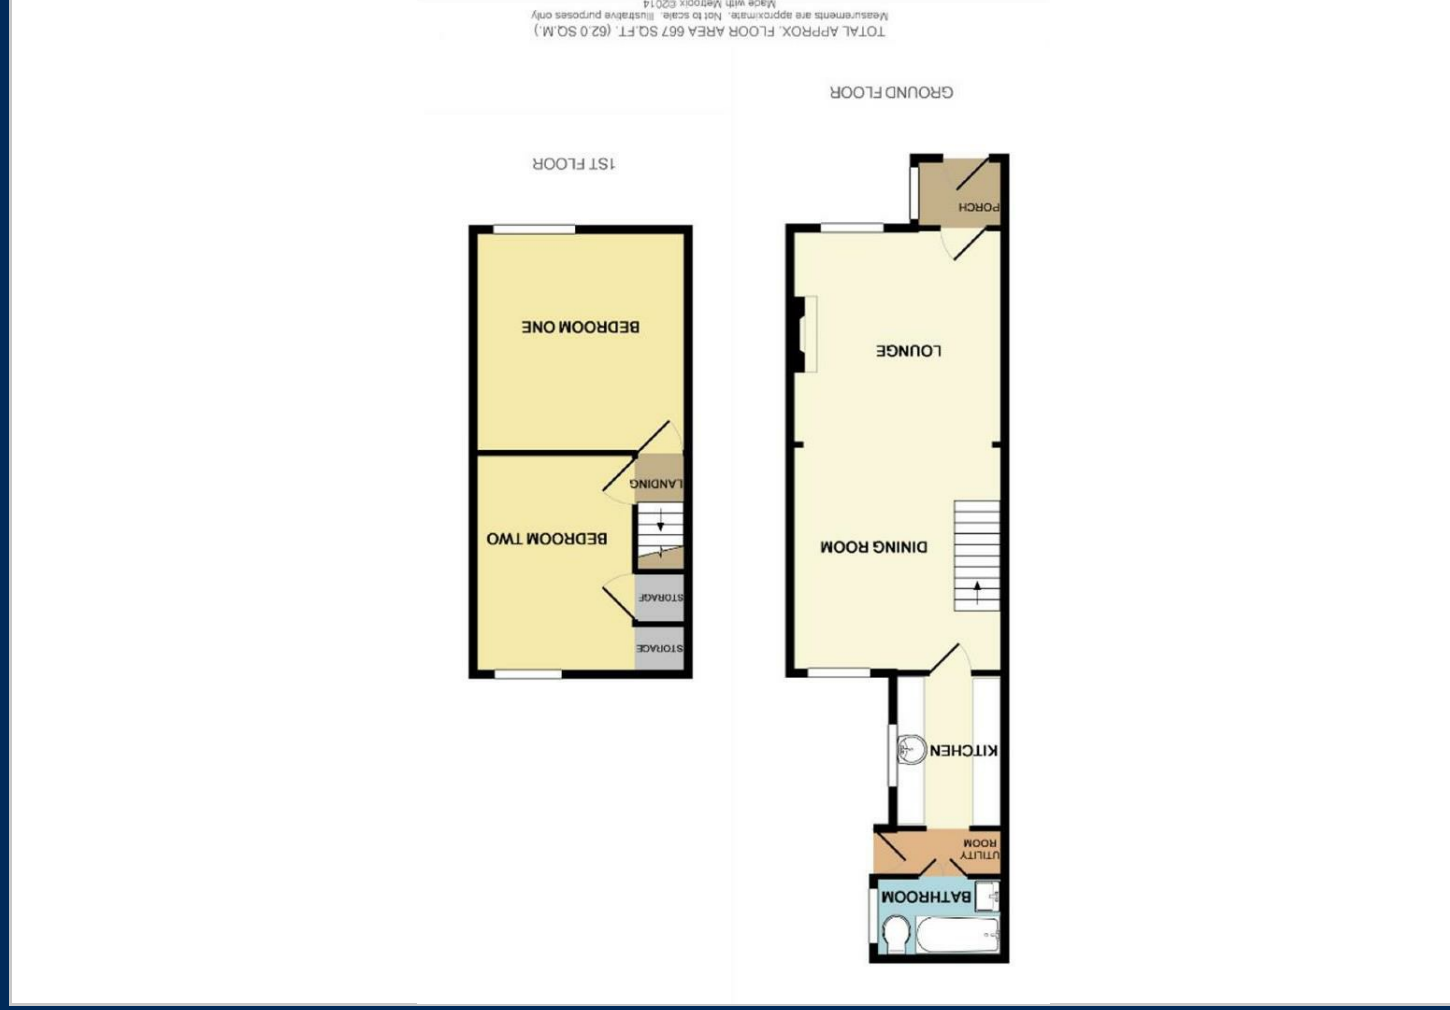 GROUND FLOOR
1ST FLOOR
BATHROOM
UTILITY
ROOM
KITCHEN
DINING ROOM
LOUNGE
PORCH
STORAGE
STORAGE
BEDROOM TWO
LANDING
BEDROOM ONE
TOTAL APPROX. FLOOR AREA 667 SQ.FT. (62.0 SQ.M.)
Measurements are approximate. Not to scale. Illustrative purposes only
Made with Metropix ©2014